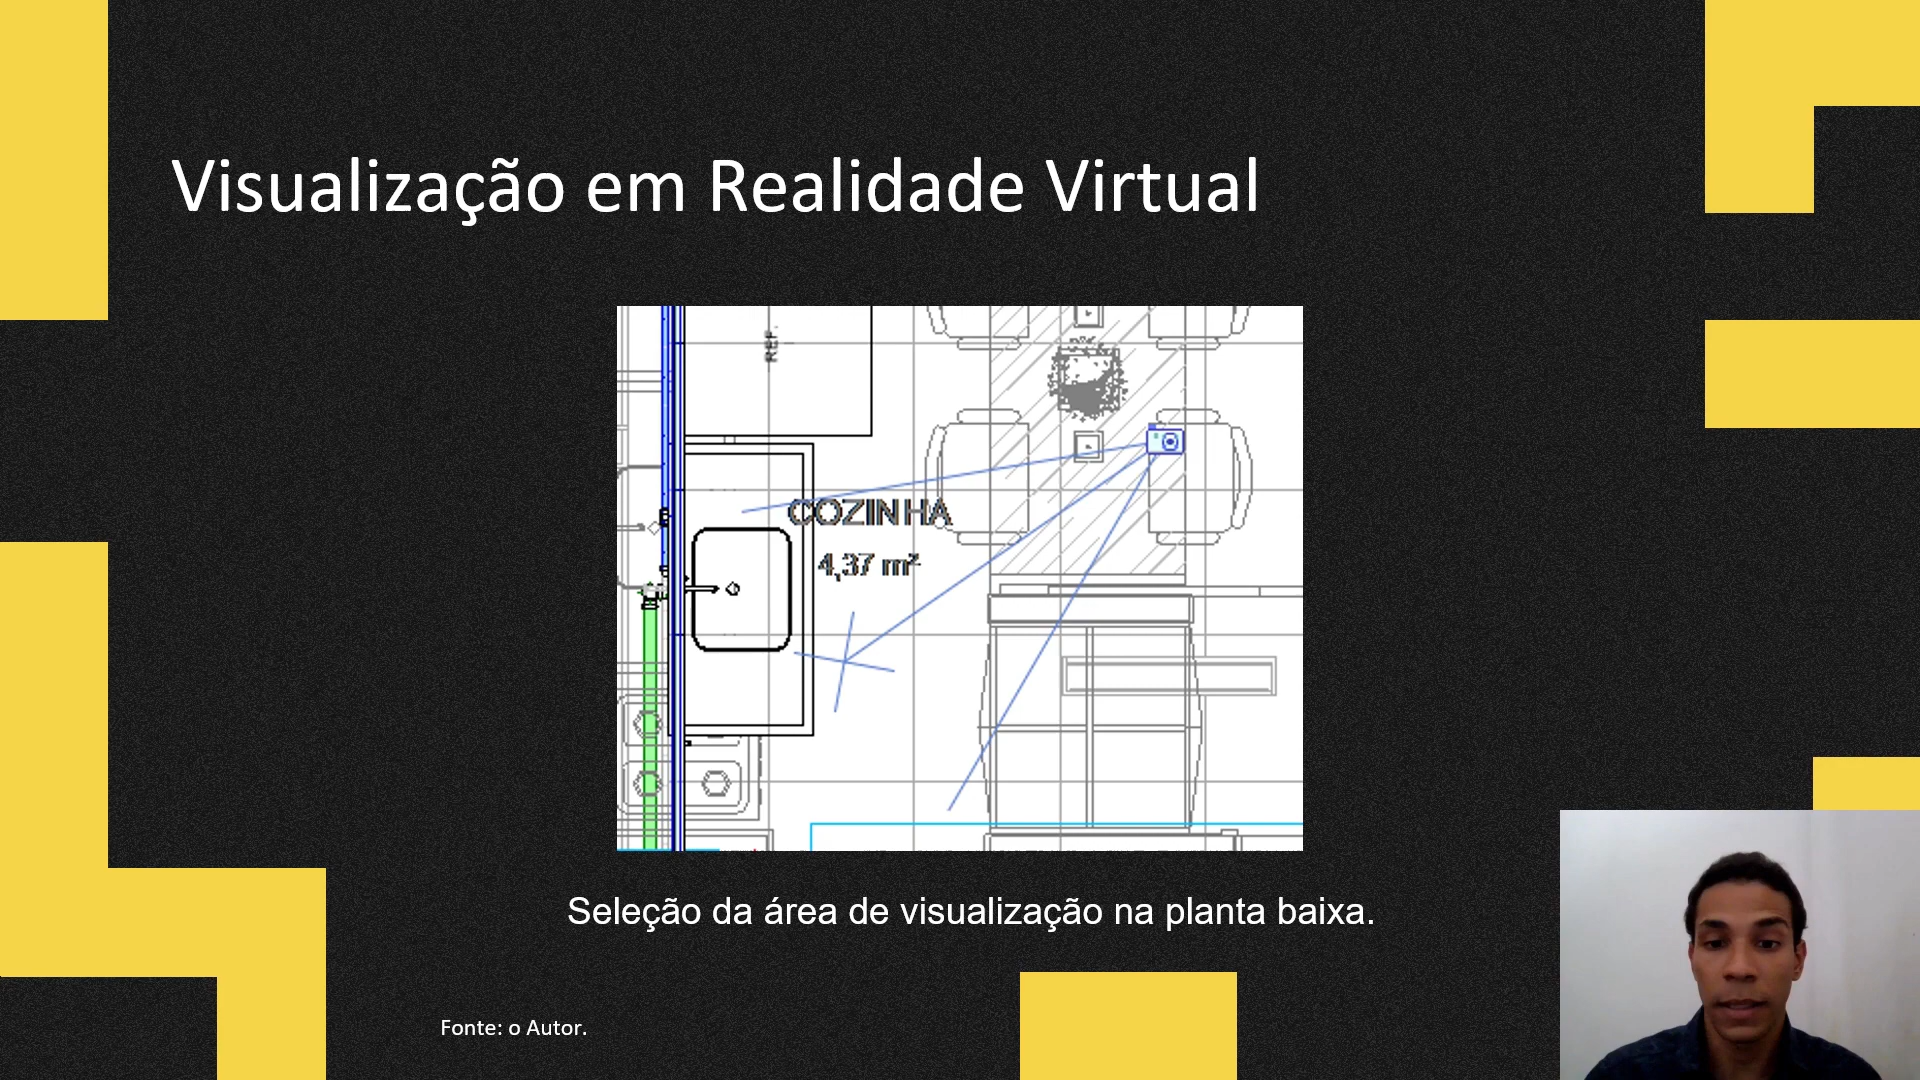 Visualização em Realidade Virtual
REF.
COZINHA
4,37 m²
Seleção da área de visualização na planta baixa.
Fonte: o Autor.